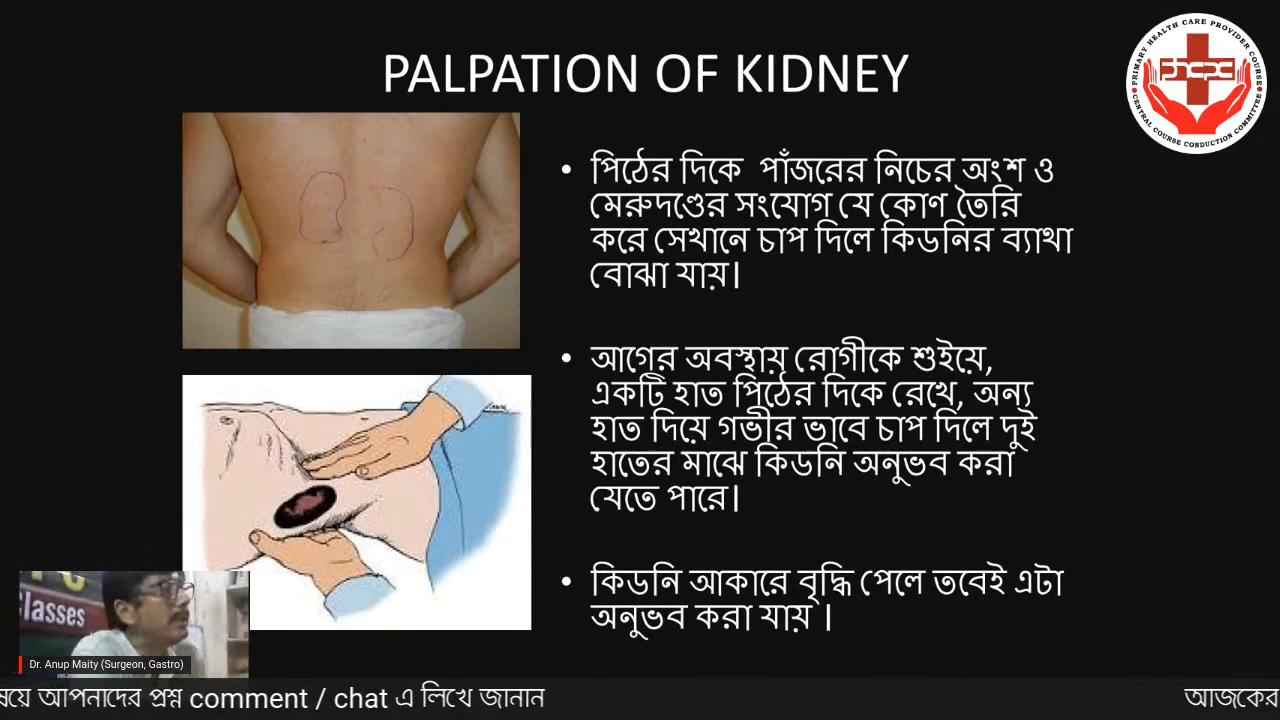 PALPATION OF KIDNEY
PRIMARY HEALTH CARE PROVIDER COURSE
CENTRAL COURSE CONDUCTION COMMITTEE
• পিঠের দিকে পাঁজরের নিচের অংশ ও
মেরুদণ্ডের সংযোগ যে কোণ তৈরি
করে সেখানে চাপ দিলে কিডনির ব্যাথা
বোঝা যায়।
• আগের অবস্থায় রোগীকে শুইয়ে,
একটি হাত পিঠের দিকে রেখে, অন্য
হাত দিয়ে গভীর ভাবে চাপ দিলে দুই
হাতের মাঝে কিডনি অনুভব করা
যেতে পারে।
• কিডনি আকারে বৃদ্ধি পেলে তবেই এটা
অনুভব করা যায় ।
lasses
Dr. Anup Maity (Surgeon, Gastro)
ষয়ে আপনাদের প্রশ্ন comment / chat এ লিখে জানান
আজকের